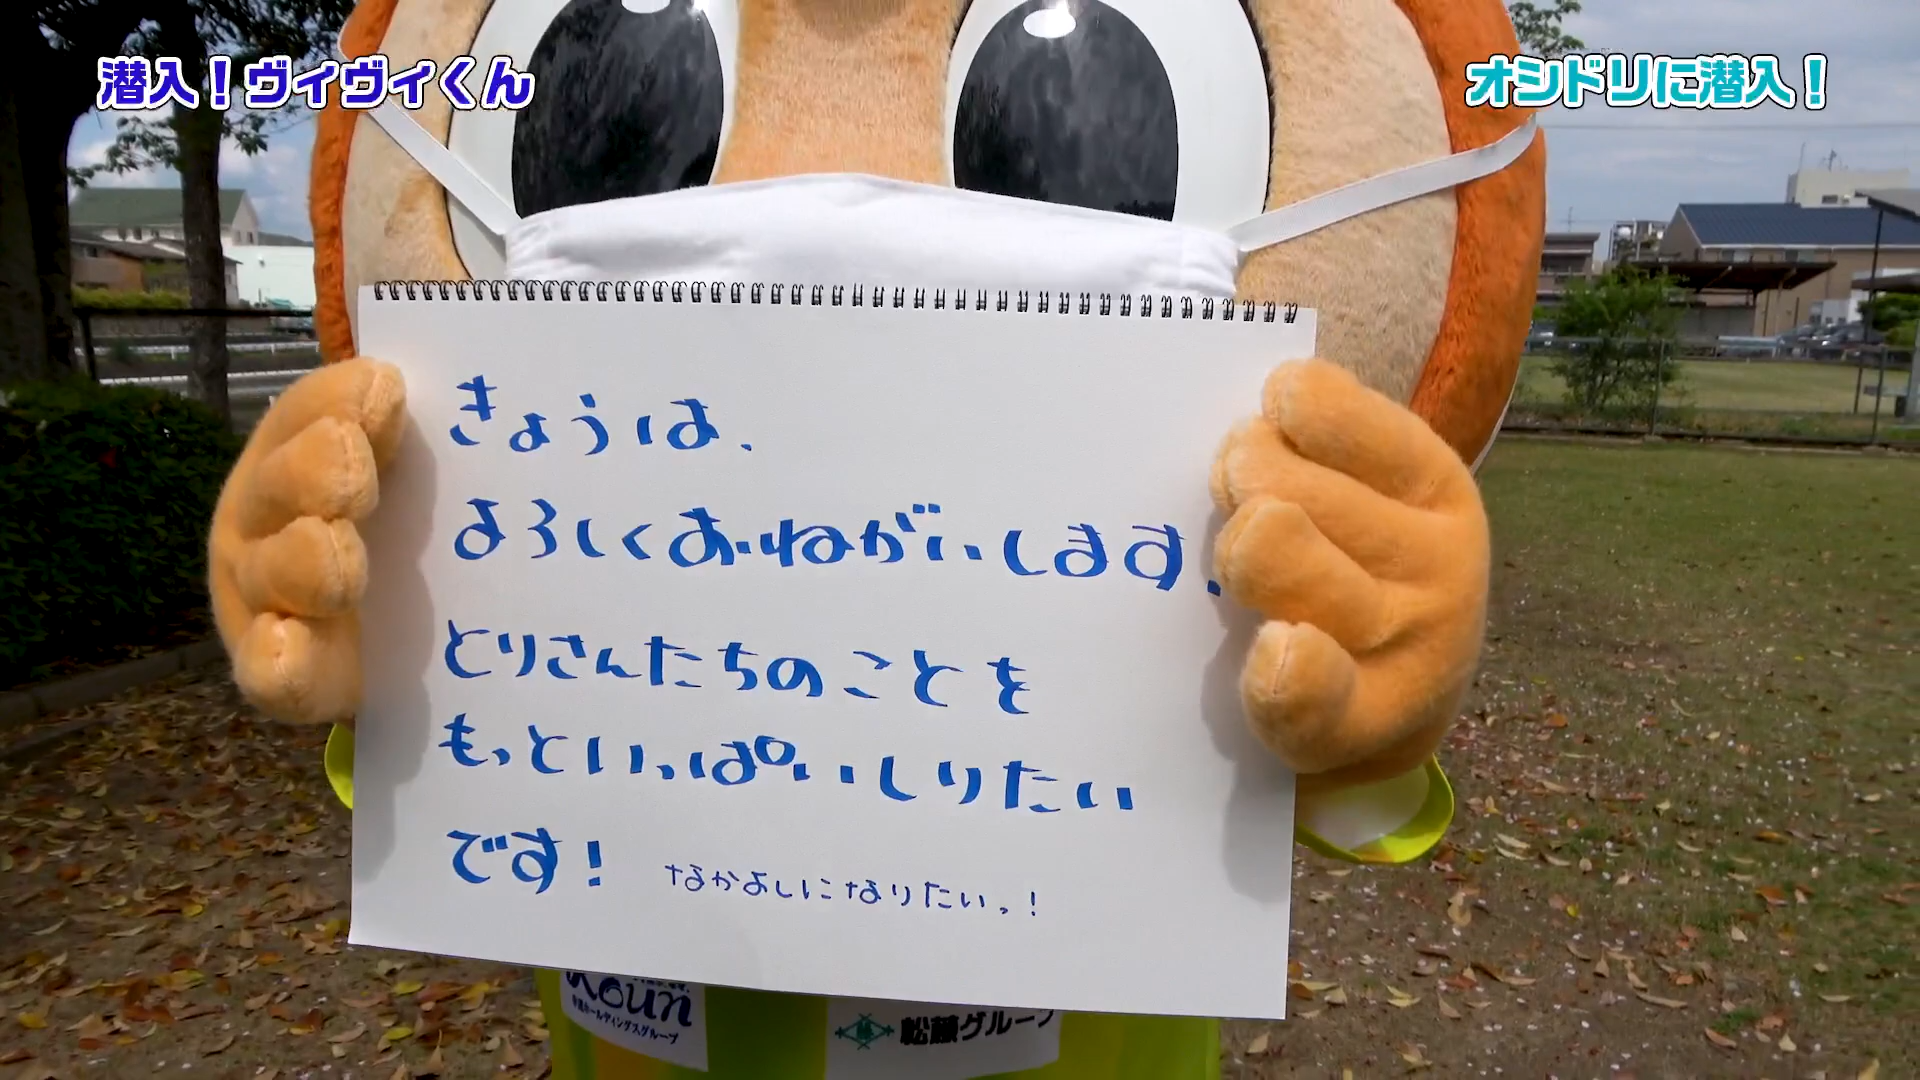 潜入！ヴィヴィくん
オシドリに潜入！
きょうは、
よろしくおねがいします。
とりさんたちのことを
もっといっぱいしりたい
です！
なかよしになりたいっ！
Koun
松藤グループ